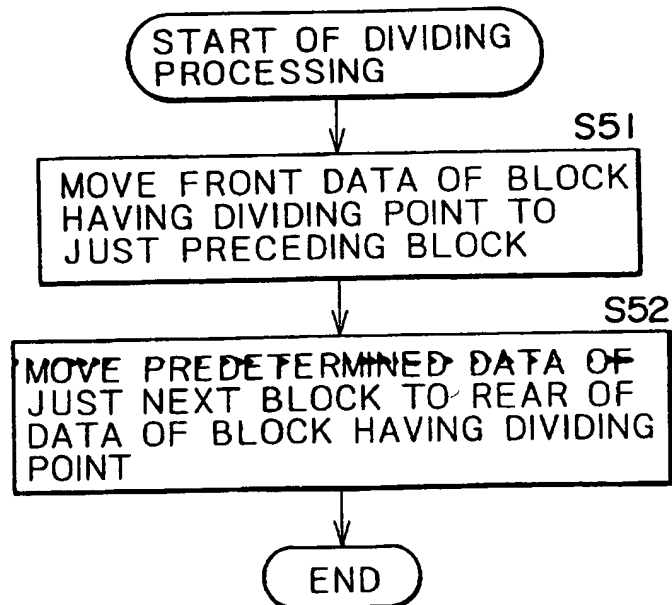 START OF DIVIDING
PROCESSING
S51
MOVE FRONT DATA OF BLOCK
HAVING DIVIDING POINT TO
JUST PRECEDING BLOCK
S52
MOVE PREDETERMINED DATA OF
JUST NEXT BLOCK TO REAR OF
DATA OF BLOCK HAVING DIVIDING
POINT
END